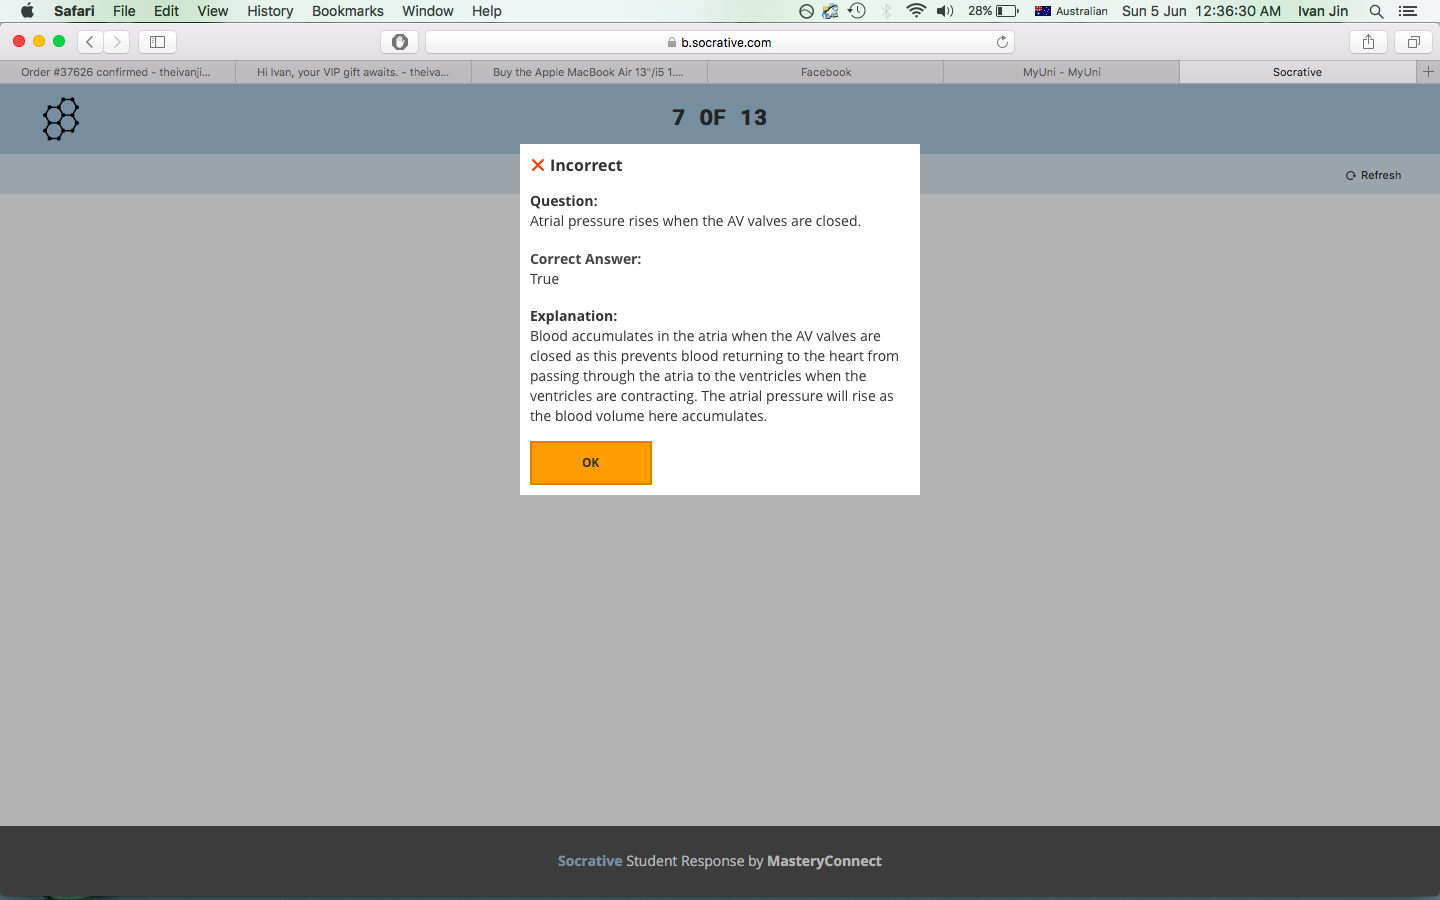 Safari File Edit View History Bookmarks Window Help 28% Australian Sun 5 Jun 12:36:30 AM Ivan Jin
b.socrative.com
Order #37626 confirmed - theivanji... Hi Ivan, your VIP gift awaits. - theiva... Buy the Apple MacBook Air 13"/i5 1.... Facebook MyUni - MyUni Socrative
7 OF 13
Refresh
Incorrect
Question:
Atrial pressure rises when the AV valves are closed.
Correct Answer:
True
Explanation:
Blood accumulates in the atria when the AV valves are
closed as this prevents blood returning to the heart from
passing through the atria to the ventricles when the
ventricles are contracting. The atrial pressure will rise as
the blood volume here accumulates.
OK
Socrative Student Response by MasteryConnect